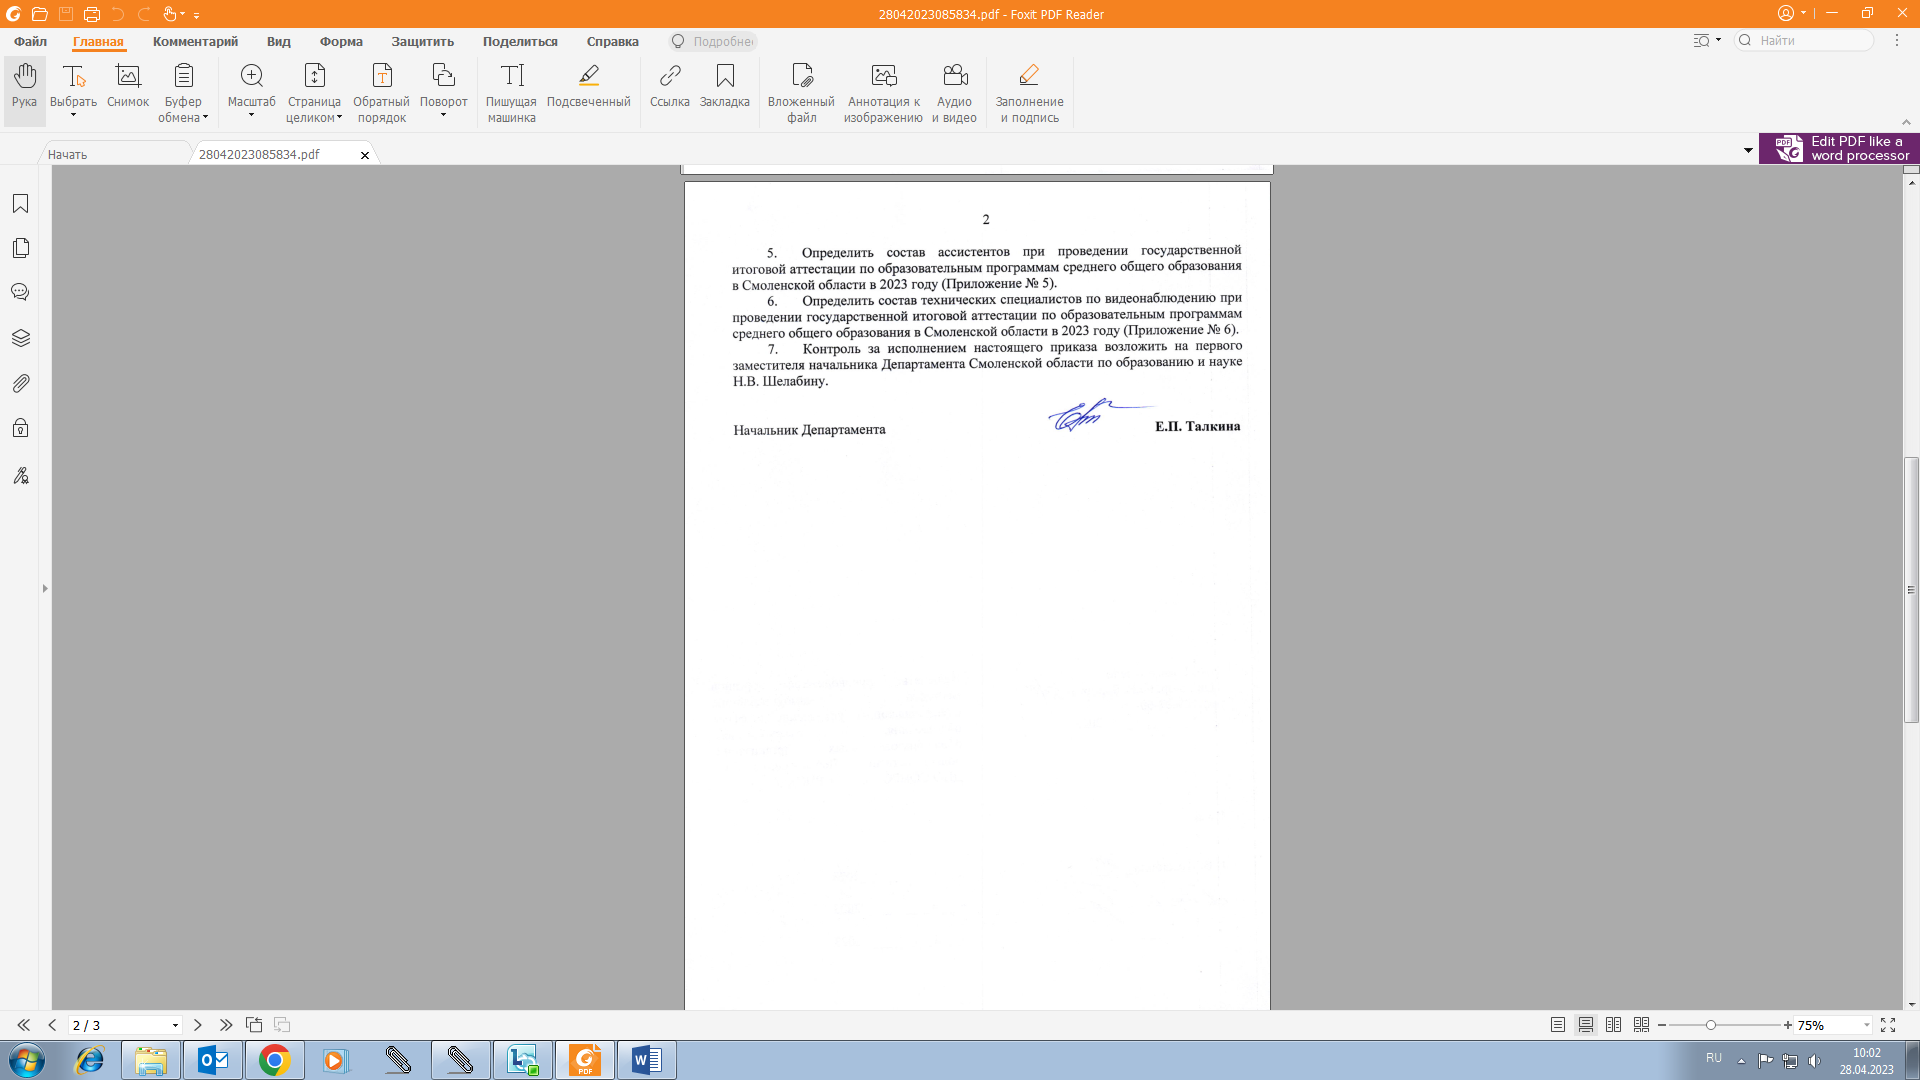 28042023085834.pdf - Foxit PDF Reader
Файл Главная Комментарий Вид Форма Защитить Поделиться Справка Подробне Найти
Рука
Выбрать
Снимок
Буфер обмена
Масштаб
Страница целиком
Обратный порядок
Поворот
Пишущая машинка
Подсвеченный
Ссылка
Закладка
Вложенный файл
Аннотация к изображению
Аудио и видео
Заполнение и подпись
Начать
28042023085834.pdf
Edit PDF like a
word processor
2
5. Определить состав ассистентов при проведении государственной
итоговой аттестации по образовательным программам среднего общего образования
в Смоленской области в 2023 году (Приложение № 5).
6. Определить состав технических специалистов по видеонаблюдению при
проведении государственной итоговой аттестации по образовательным программам
среднего общего образования в Смоленской области в 2023 году (Приложение № 6).
7. Контроль за исполнением настоящего приказа возложить на первого
заместителя начальника Департамента Смоленской области по образованию и науке
Н.В. Шелабину.
Начальник Департамента Е.П. Талкина
2 / 3
75%
RU
10:02
28.04.2023